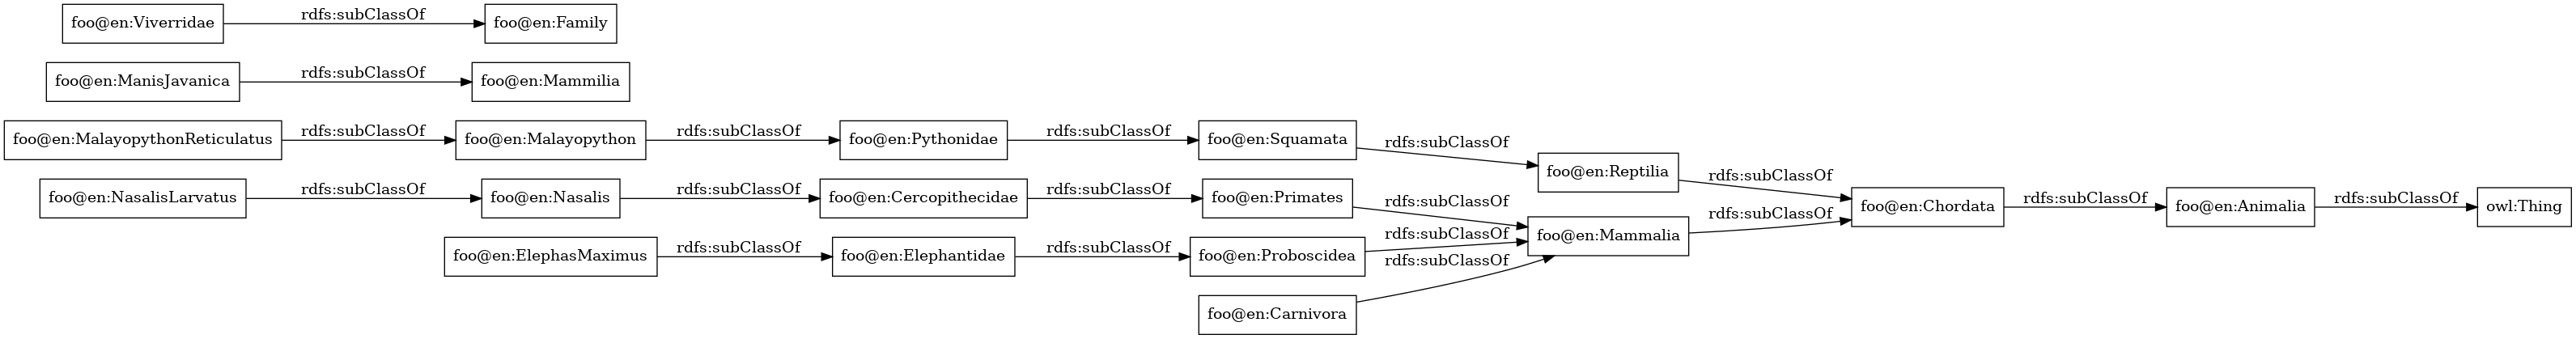 foo@en:Viverridae rdfs:subClassOf foo@en:Family
foo@en:ManisJavanica rdfs:subClassOf foo@en:Mammilia
foo@en:MalayopythonReticulatus rdfs:subClassOf foo@en:Malayopython rdfs:subClassOf foo@en:Pythonidae rdfs:subClassOf foo@en:Squamata rdfs:subClassOf foo@en:Reptilia rdfs:subClassOf
foo@en:NasalisLarvatus rdfs:subClassOf foo@en:Nasalis rdfs:subClassOf foo@en:Cercopithecidae rdfs:subClassOf foo@en:Primates rdfs:subClassOf foo@en:Mammalia rdfs:subClassOf foo@en:Chordata rdfs:subClassOf foo@en:Animalia rdfs:subClassOf owl:Thing
foo@en:ElephasMaximus rdfs:subClassOf foo@en:Elephantidae rdfs:subClassOf foo@en:Proboscidea rdfs:subClassOf
foo@en:Carnivora rdfs:subClassOf